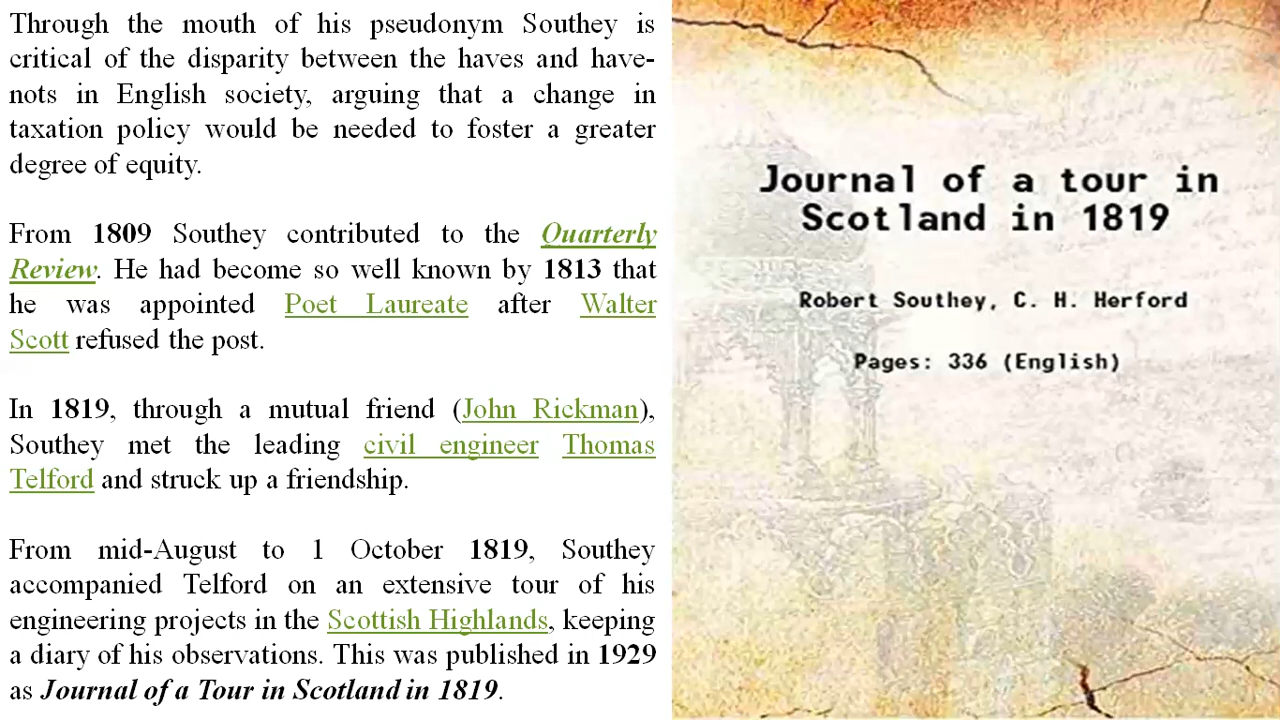 Through the mouth of his pseudonym Southey is
critical of the disparity between the haves and have-
nots in English society, arguing that a change in
taxation policy would be needed to foster a greater
degree of equity.
From 1809 Southey contributed to the Quarterly
Review. He had become so well known by 1813 that
he was appointed Poet Laureate after Walter
Scott refused the post.
In 1819, through a mutual friend (John Rickman),
Southey met the leading civil engineer Thomas
Telford and struck up a friendship.
From mid-August to 1 October 1819, Southey
accompanied Telford on an extensive tour of his
engineering projects in the Scottish Highlands, keeping
a diary of his observations. This was published in 1929
as Journal of a Tour in Scotland in 1819.
Journal of a tour in
Scotland in 1819
Robert Southey, C. H. Herford
Pages: 336 (English)